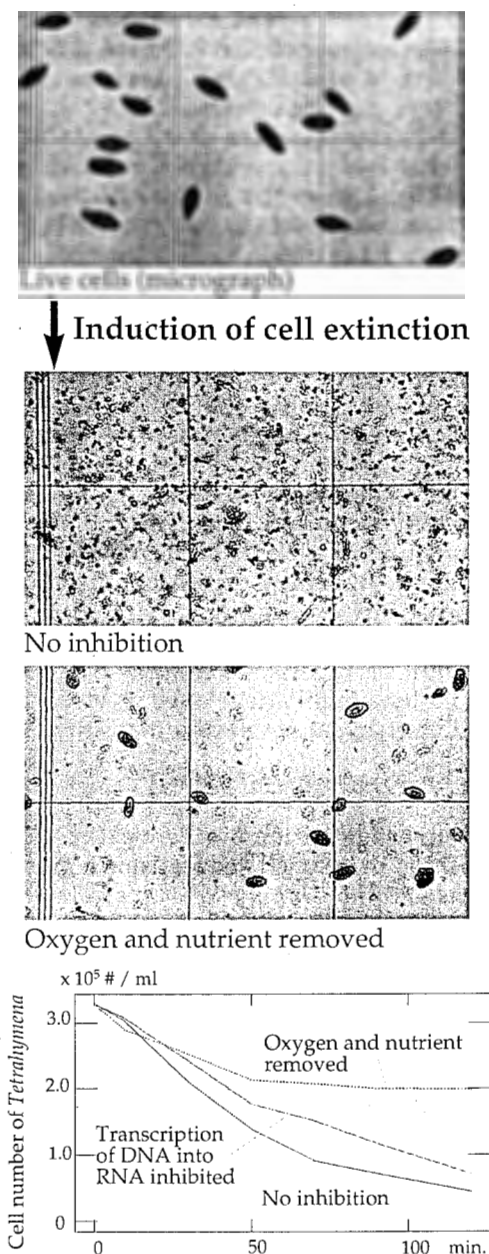 Live cells (micrograph)
Induction of cell extinction
No inhibition
Oxygen and nutrient removed
x 10⁵ # / ml
Cell number of Tetrahymena
3.0
2.0
1.0
0
Oxygen and nutrient
removed
Transcription
of DNA into
RNA inhibited
No inhibition
0
50
100
min.